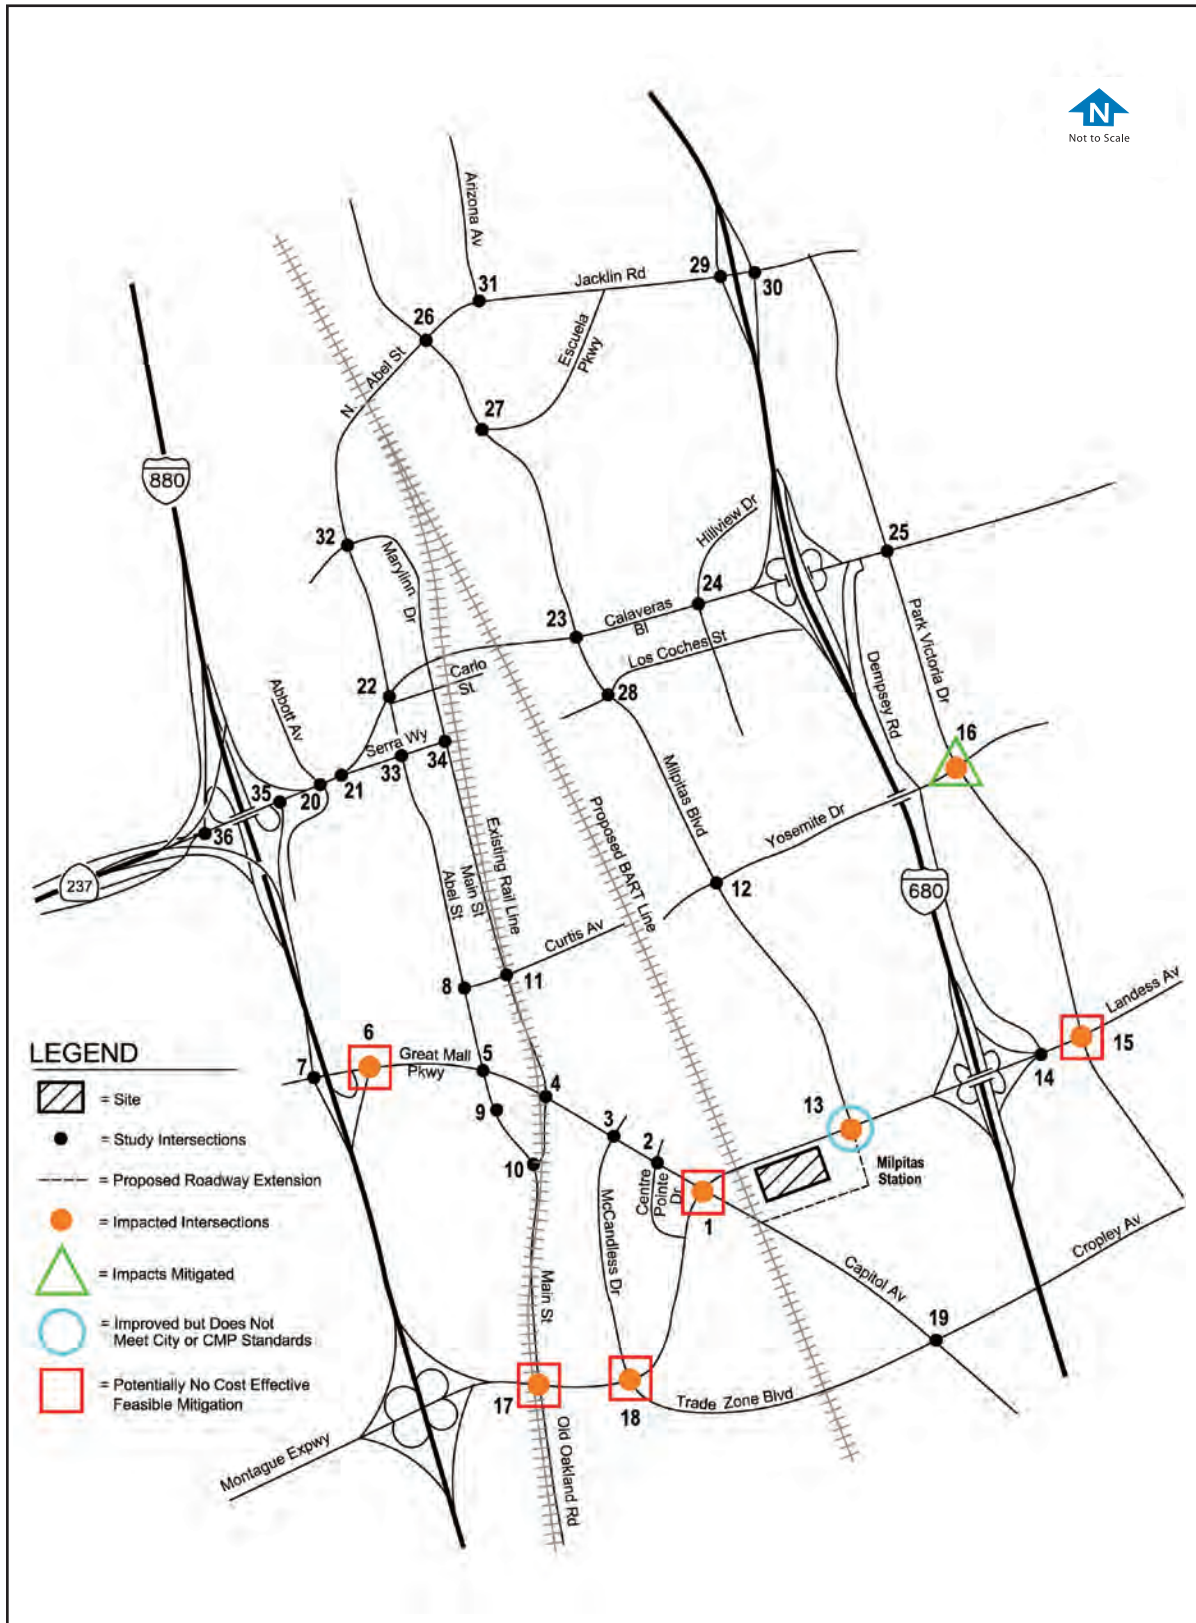 N
Not to Scale
Arizona Av
31
Jacklin Rd
29
30
26
Escuela
Pkwy
N. Abel St
27
880
32
Marylinn Dr
Hillview Dr
25
24
23
Calaveras
Bl
Los Coches St
Park Victoria Dr
Carlo
St
22
28
Dempsey Rd
Abbott Av
Serra Wy
34
33
16
21
20
35
36
237
Milpitas Blvd
Yosemite Dr
Proposed BART Line
Existing Rail Line
Main St
Abel St
12
680
Curtis Av
11
8
Landess Av
6
Great Mall
Pkwy
5
7
4
15
14
9
3
2
13
10
Milpitas
Station
Centre
Pointe
Dr
McCandless Dr
1
Cropley Av
Capitol Av
Main St
19
17
18
Trade Zone Blvd
Old Oakland Rd
Montague Expwy
LEGEND
= Site
= Study Intersections
= Proposed Roadway Extension
= Impacted Intersections
= Impacts Mitigated
= Improved but Does Not
Meet City or CMP Standards
= Potentially No Cost Effective
Feasible Mitigation